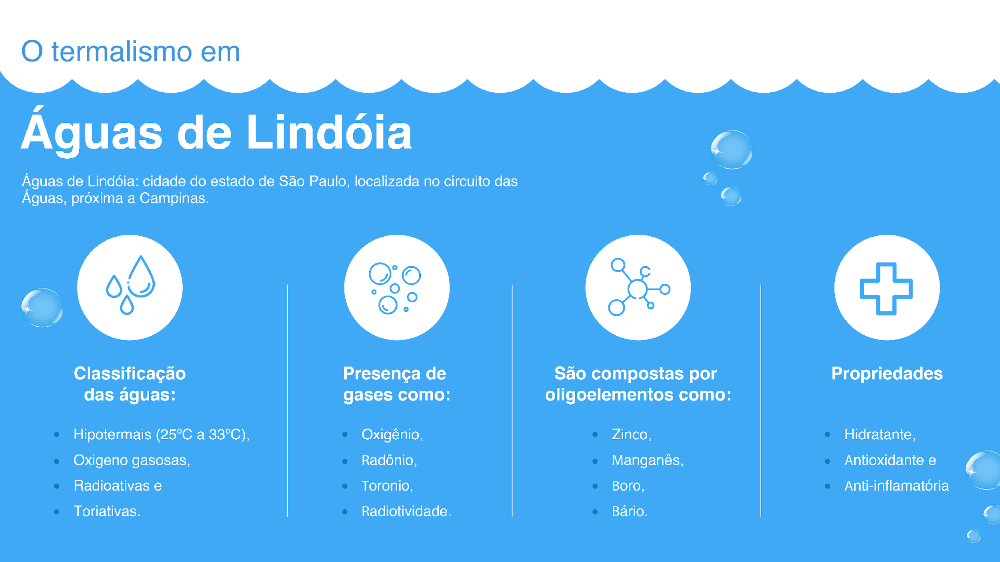 O termalismo em
Águas de Lindóia
Águas de Lindóia: cidade do estado de São Paulo, localizada no circuito das
Águas, próxima a Campinas.
Classificação
das águas:
Hipotermais (25ºC a 33ºC),
Oxigeno gasosas,
Radioativas e
Toriativas.
Presença de
gases como:
Oxigênio,
Radônio,
Toronio,
Radiotividade.
São compostas por
oligoelementos como:
Zinco,
Manganês,
Boro,
Bário.
Propriedades
Hidratante,
Antioxidante e
Anti-inflamatória